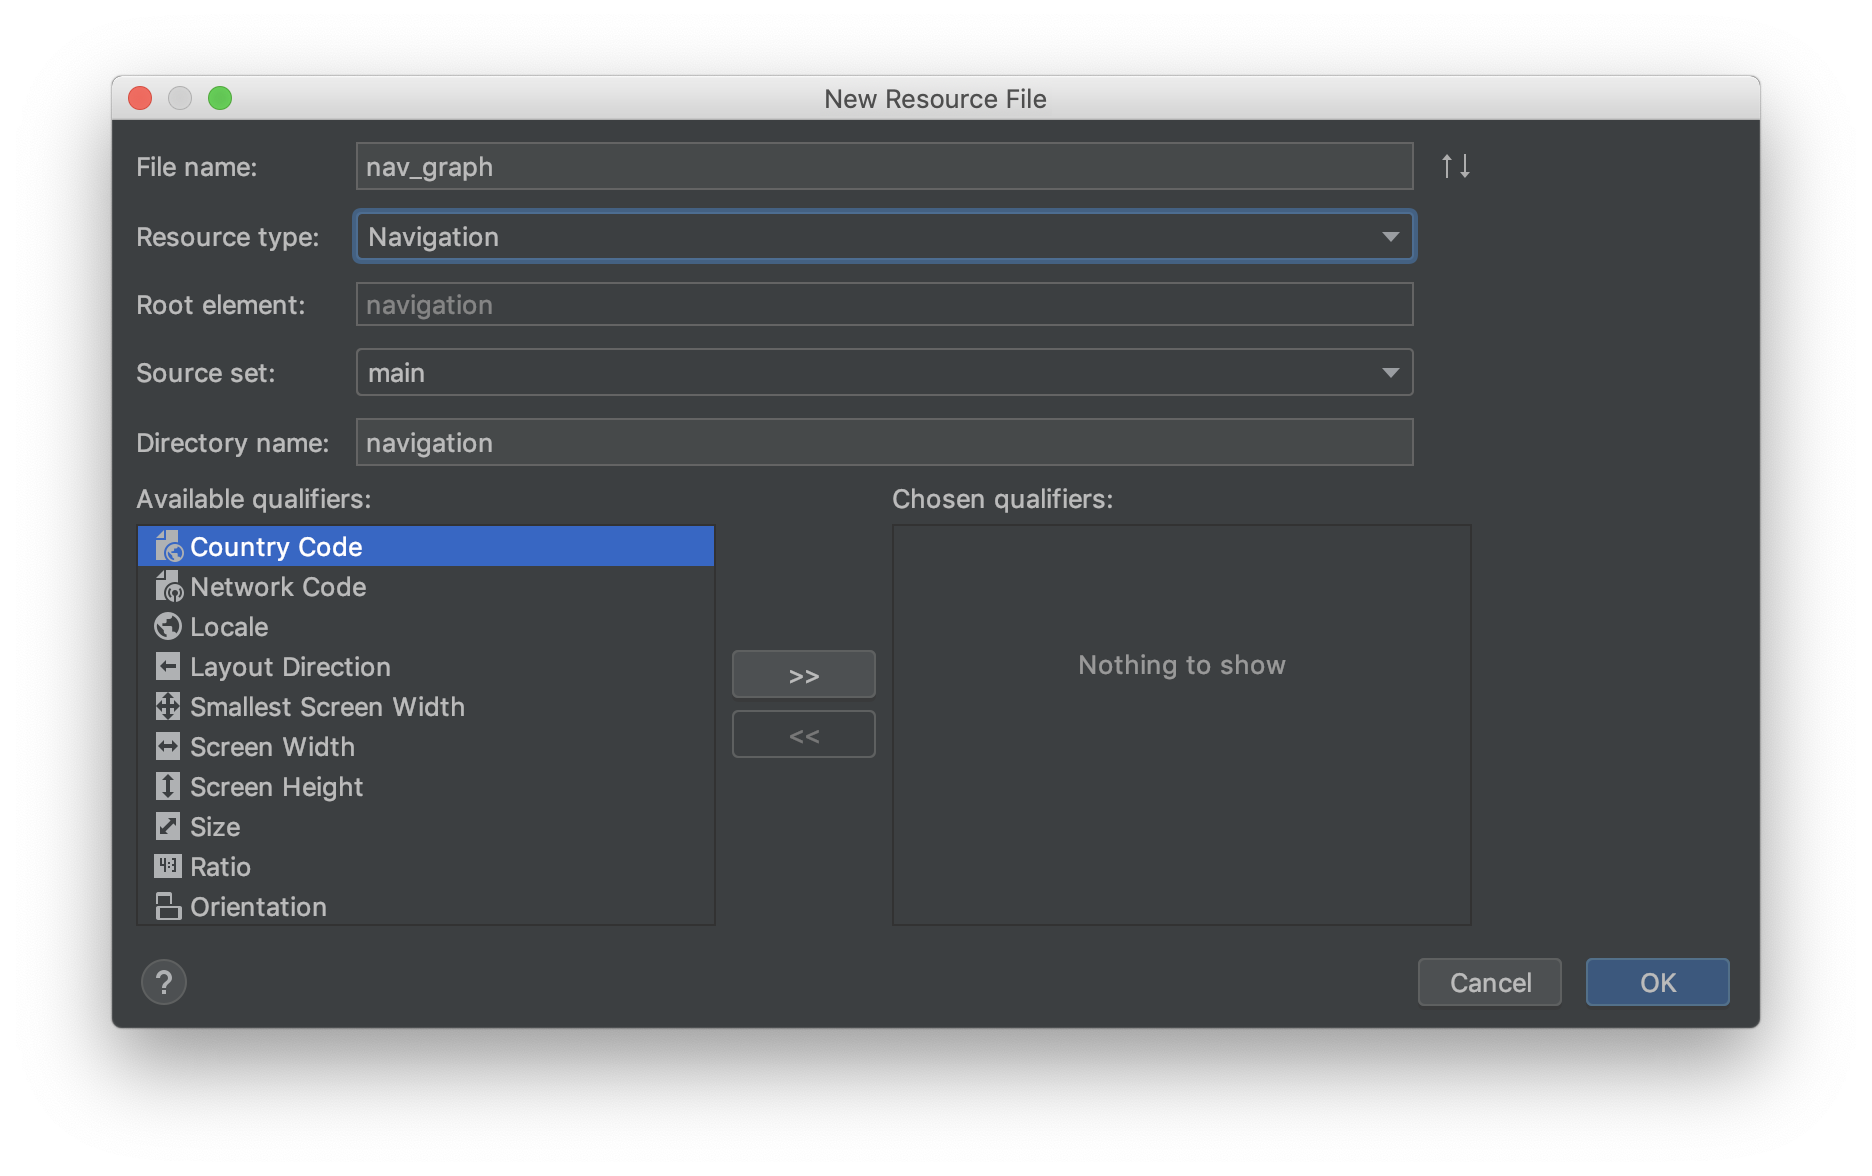 New Resource File
File name: nav_graph
Resource type: Navigation
Root element: navigation
Source set: main
Directory name: navigation
Available qualifiers: Chosen qualifiers:
Country Code
Network Code
Locale
Layout Direction
Smallest Screen Width
Screen Width
Screen Height
Size
4:3 Ratio
Orientation
>>
<<
Nothing to show
? Cancel OK